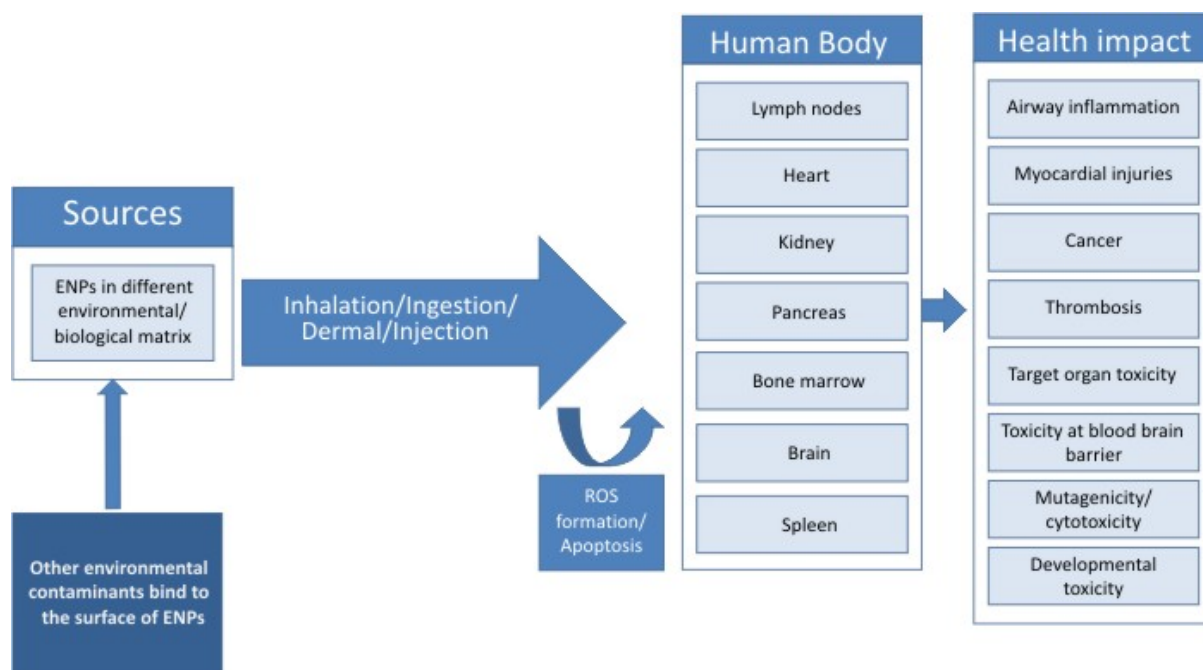 Sources
ENPs in different
environmental/
biological matrix
Other environmental
contaminants bind to
the surface of ENPs
Inhalation/Ingestion/
Dermal/Injection
ROS
formation/
Apoptosis
Human Body
Lymph nodes
Heart
Kidney
Pancreas
Bone marrow
Brain
Spleen
Health impact
Airway inflammation
Myocardial injuries
Cancer
Thrombosis
Target organ toxicity
Toxicity at blood brain
barrier
Mutagenicity/
cytotoxicity
Developmental
toxicity